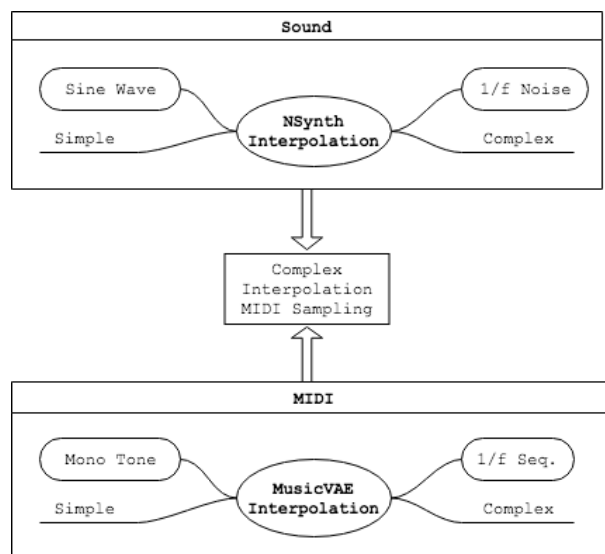 Sound
Sine Wave
1/f Noise
NSynth
Interpolation
Simple
Complex
Complex
Interpolation
MIDI Sampling
MIDI
Mono Tone
1/f Seq.
MusicVAE
Interpolation
Simple
Complex